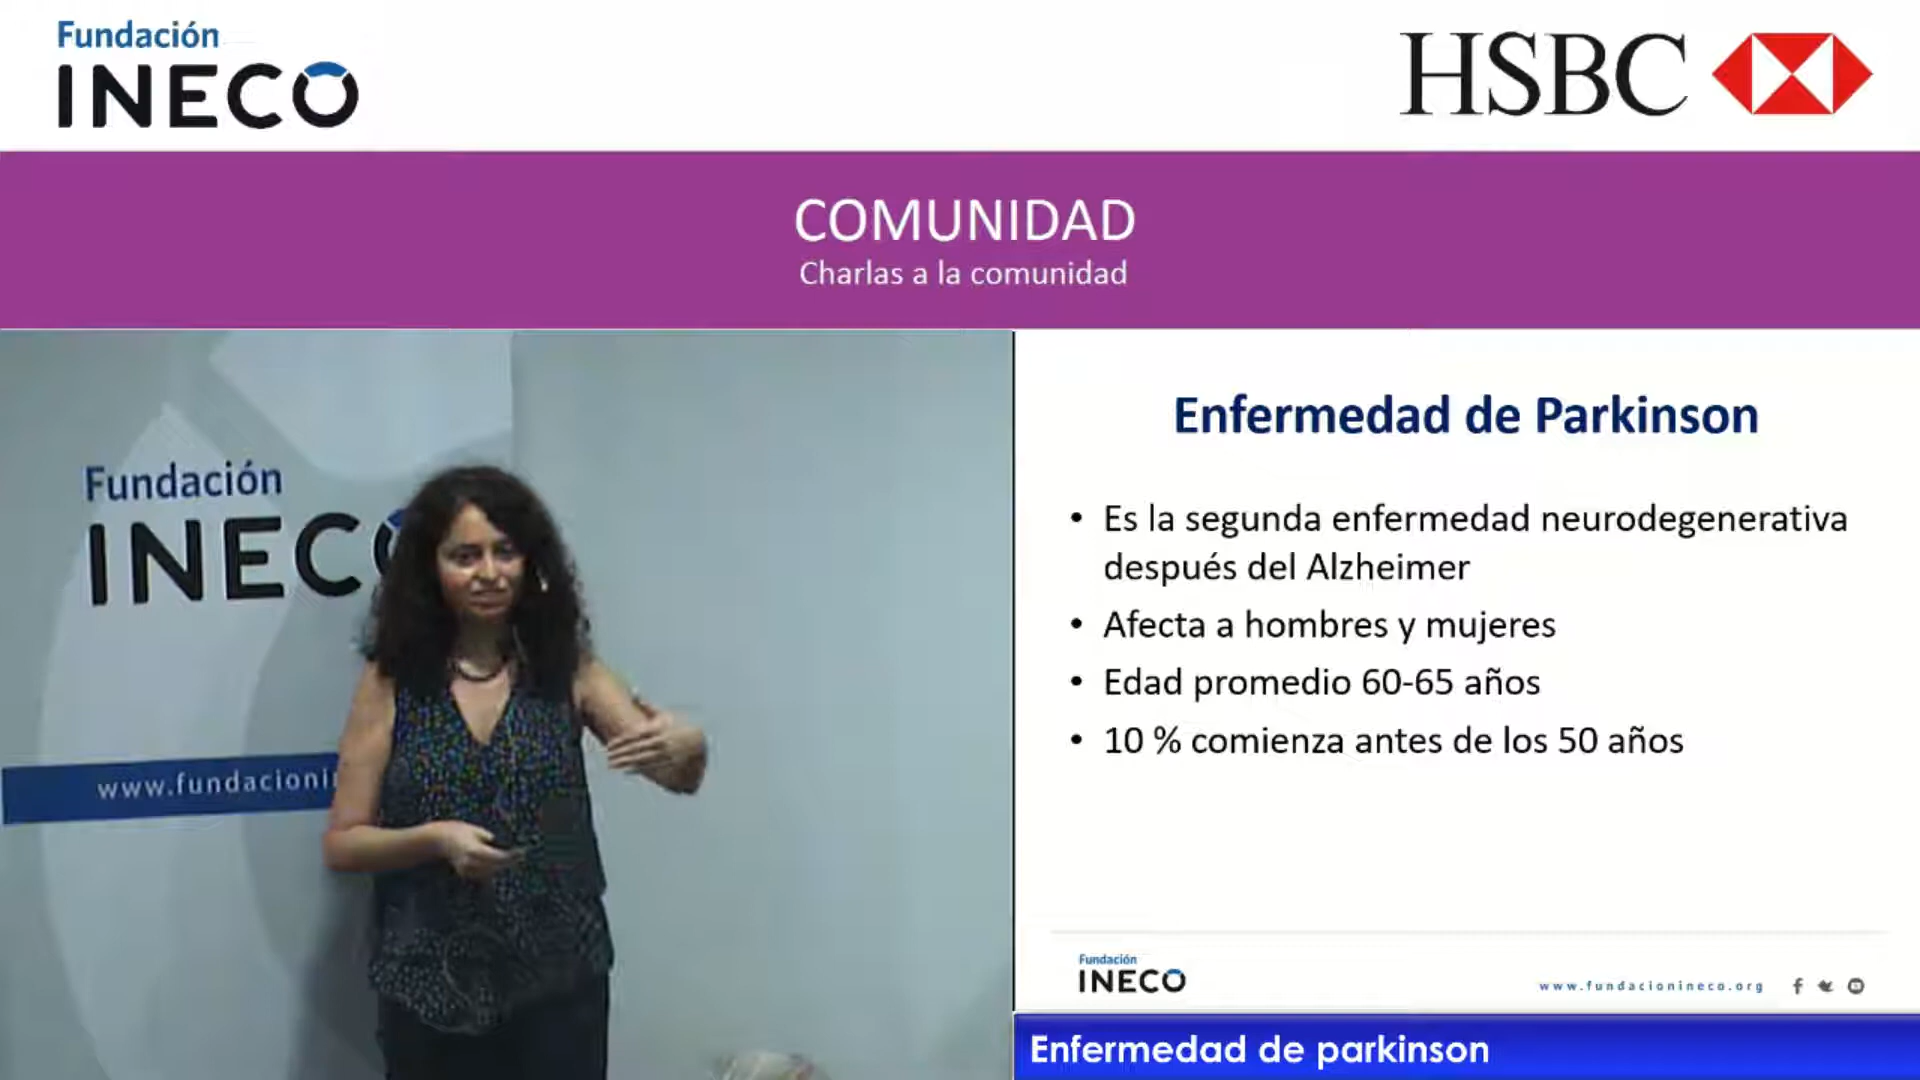 Fundación
INECO
HSBC
COMUNIDAD
Charlas a la comunidad
Fundación
INECO
www.fundacioni
Enfermedad de Parkinson
• Es la segunda enfermedad neurodegenerativa
después del Alzheimer
• Afecta a hombres y mujeres
• Edad promedio 60-65 años
• 10 % comienza antes de los 50 años
Fundación
INECO
www.fundacionineco.org
Enfermedad de parkinson